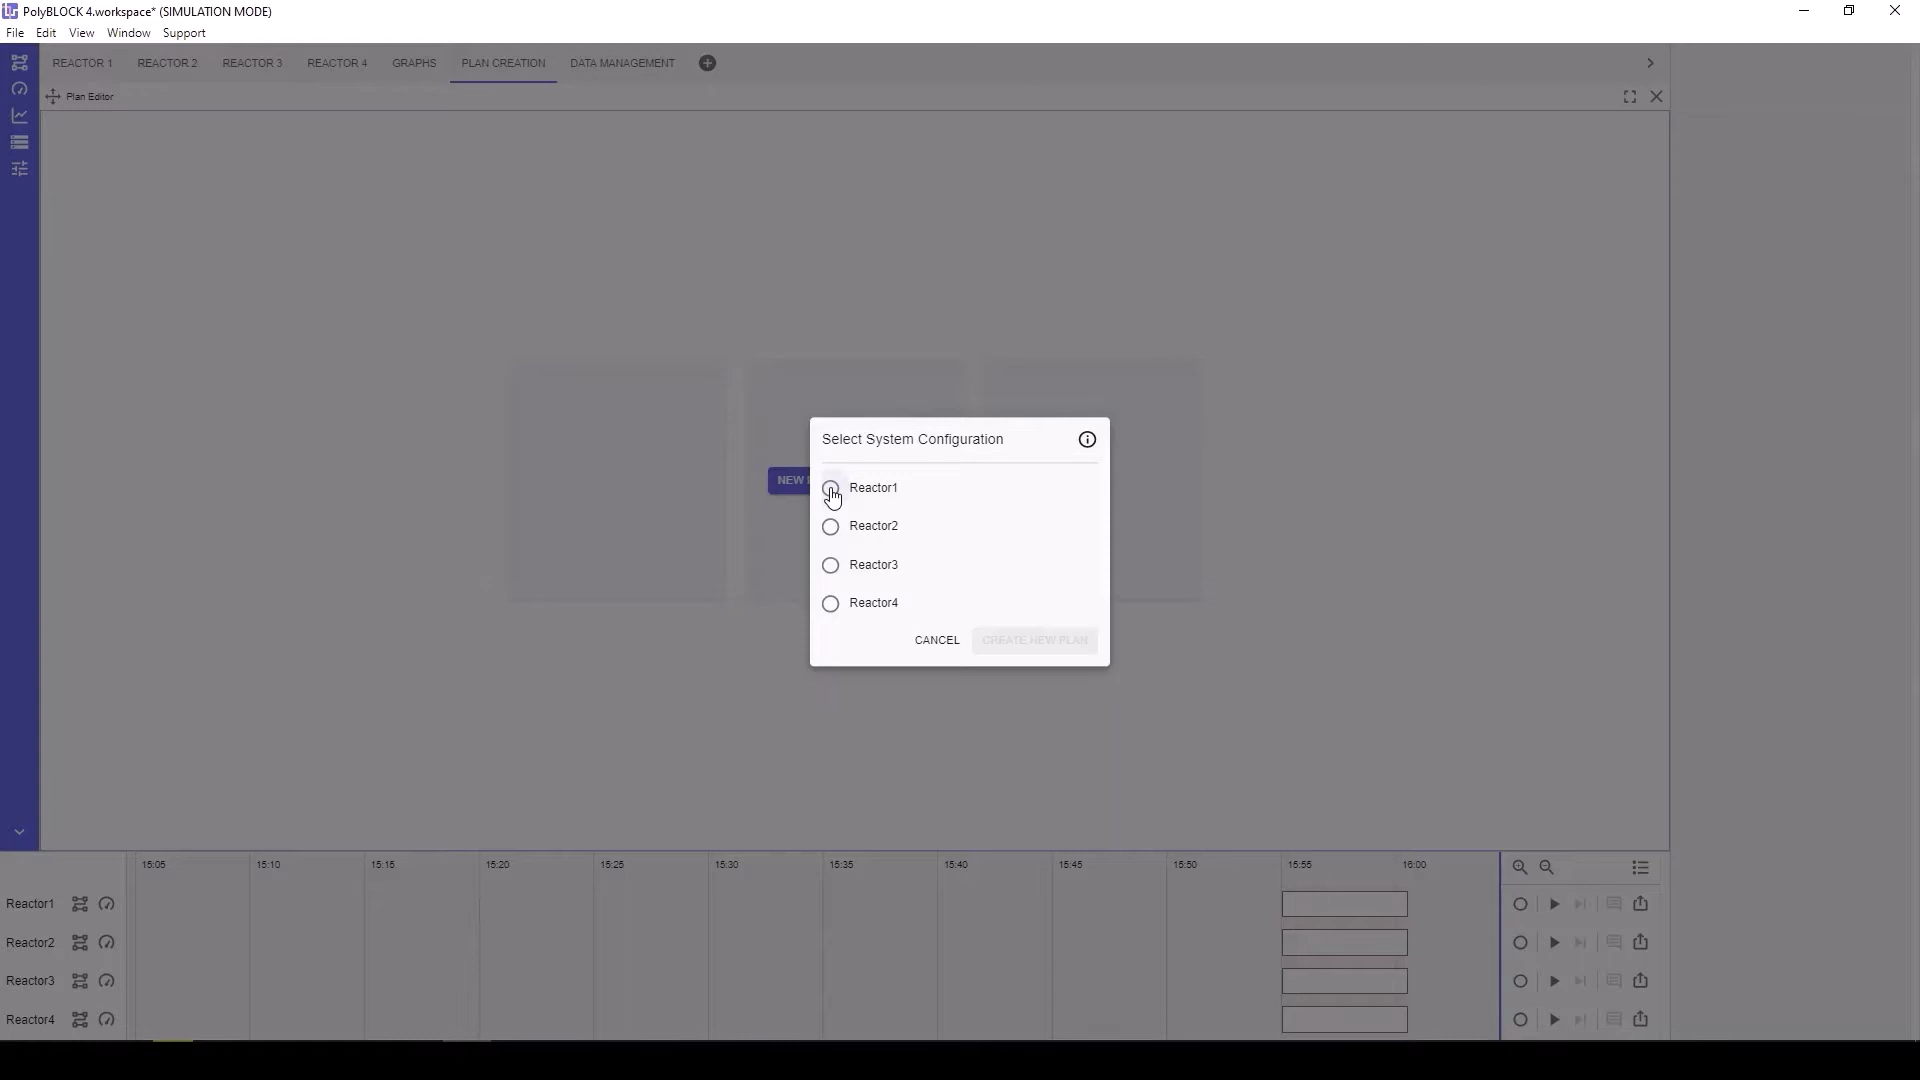 PolyBLOCK 4.workspace* (SIMULATION MODE)
File Edit View Window Support
REACTOR 1 REACTOR 2 REACTOR 3 REACTOR 4 GRAPHS PLAN CREATION DATA MANAGEMENT
Plan Editor
Select System Configuration
NEW
Reactor1
Reactor2
Reactor3
Reactor4
CANCEL CREATE NEW PLAN
15:05 15:10 15:15 15:20 15:25 15:30 15:35 15:40 15:45 15:50 15:55 16:00
Reactor1
Reactor2
Reactor3
Reactor4